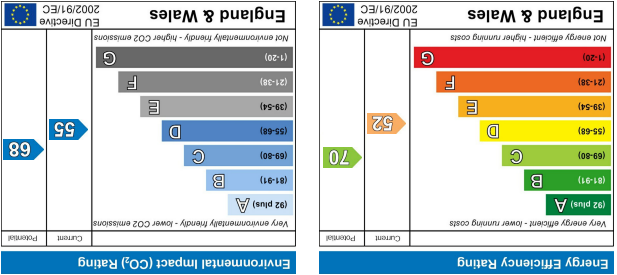 Energy Efficiency Rating
Current Potential
Very energy efficient - lower running costs
(92 plus) A
(81-91) B
(69-80) C
(55-68) D
(39-54) E
(21-38) F
(1-20) G
52
70
Not energy efficient - higher running costs
England & Wales
EU Directive
2002/91/EC
Environmental Impact (CO₂) Rating
Current Potential
Very environmentally friendly - lower CO2 emissions
(92 plus) A
(81-91) B
(69-80) C
(55-68) D
(39-54) E
(21-38) F
(1-20) G
55
68
Not environmentally friendly - higher CO2 emissions
England & Wales
EU Directive
2002/91/EC